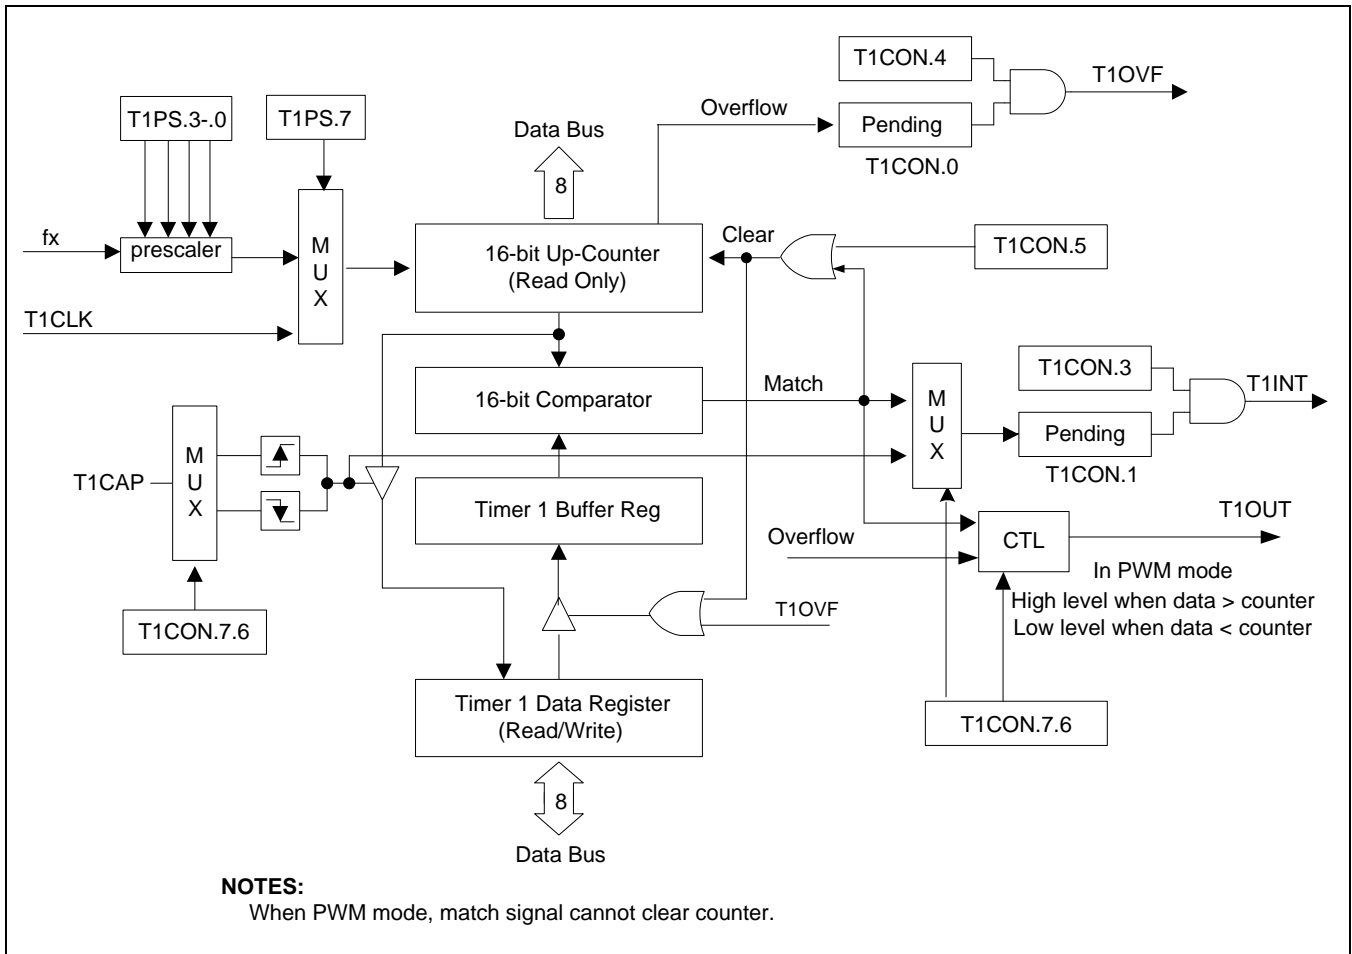 T1CON.4
T1OVF
T1PS.3-.0
T1PS.7
Overflow
Pending
Data Bus
T1CON.0
8
fx
prescaler
M
U
X
16-bit Up-Counter
(Read Only)
Clear
T1CON.5
T1CLK
T1CON.3
T1INT
16-bit Comparator
Match
M
U
X
Pending
T1CON.1
T1CAP
M
U
X
Timer 1 Buffer Reg
T1OUT
Overflow
CTL
In PWM mode
High level when data > counter
Low level when data < counter
T1OVF
T1CON.7.6
Timer 1 Data Register
(Read/Write)
T1CON.7.6
8
Data Bus
NOTES:
When PWM mode, match signal cannot clear counter.